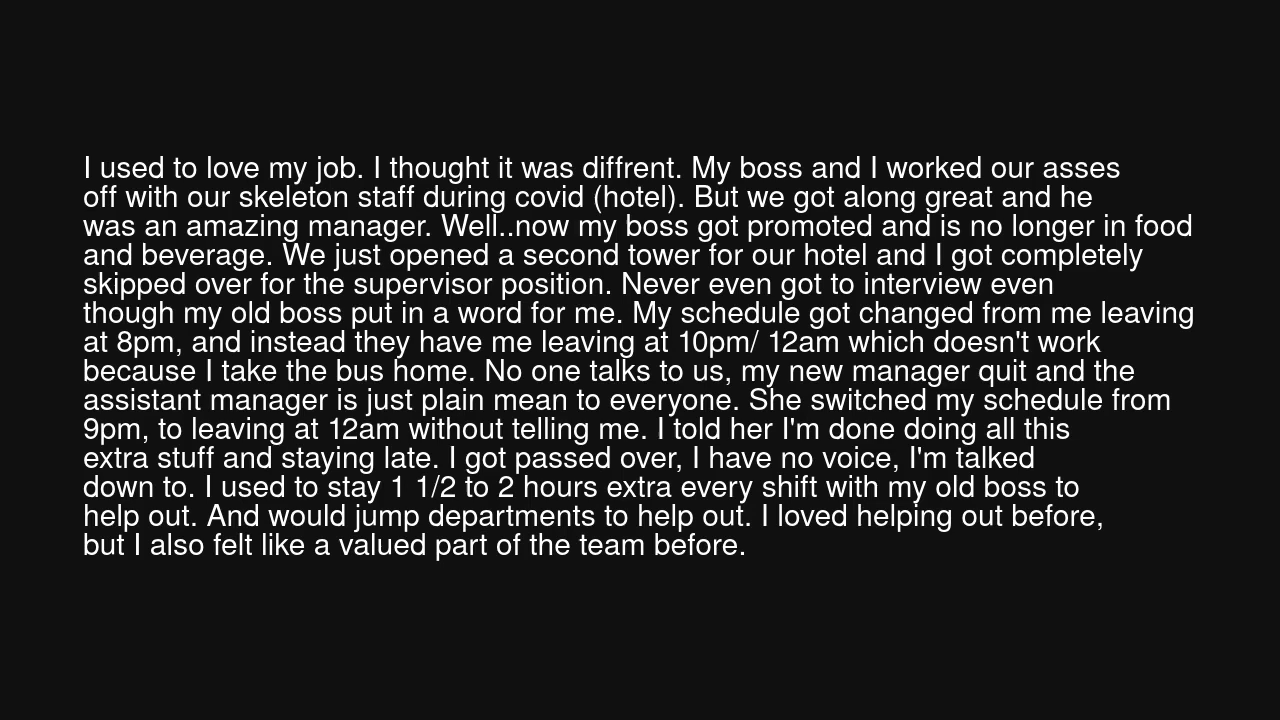 I used to love my job. I thought it was diffrent. My boss and I worked our asses
off with our skeleton staff during covid (hotel). But we got along great and he
was an amazing manager. Well..now my boss got promoted and is no longer in food
and beverage. We just opened a second tower for our hotel and I got completely
skipped over for the supervisor position. Never even got to interview even
though my old boss put in a word for me. My schedule got changed from me leaving
at 8pm, and instead they have me leaving at 10pm/ 12am which doesn't work
because I take the bus home. No one talks to us, my new manager quit and the
assistant manager is just plain mean to everyone. She switched my schedule from
9pm, to leaving at 12am without telling me. I told her I'm done doing all this
extra stuff and staying late. I got passed over, I have no voice, I'm talked
down to. I used to stay 1 1/2 to 2 hours extra every shift with my old boss to
help out. And would jump departments to help out. I loved helping out before,
but I also felt like a valued part of the team before.